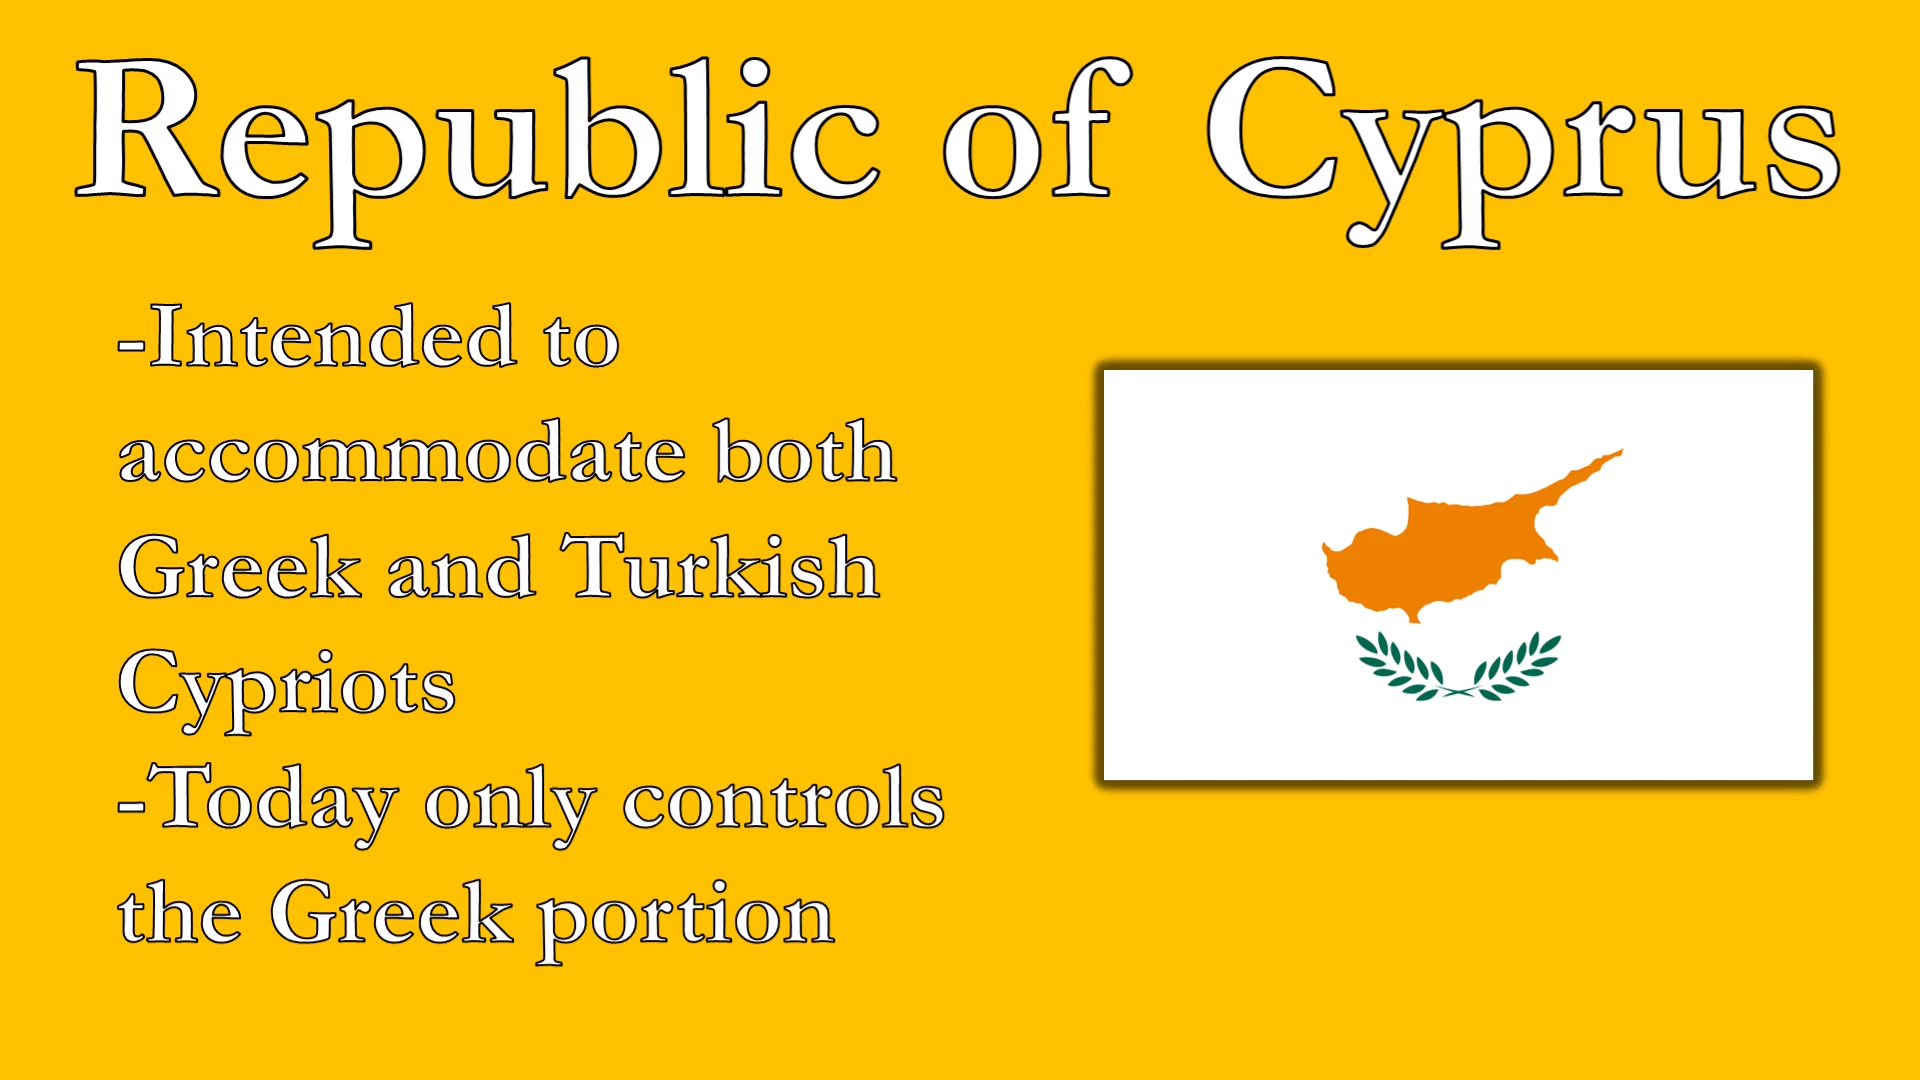 Republic of Cyprus
-Intended to
accommodate both
Greek and Turkish
Cypriots
-Today only controls
the Greek portion